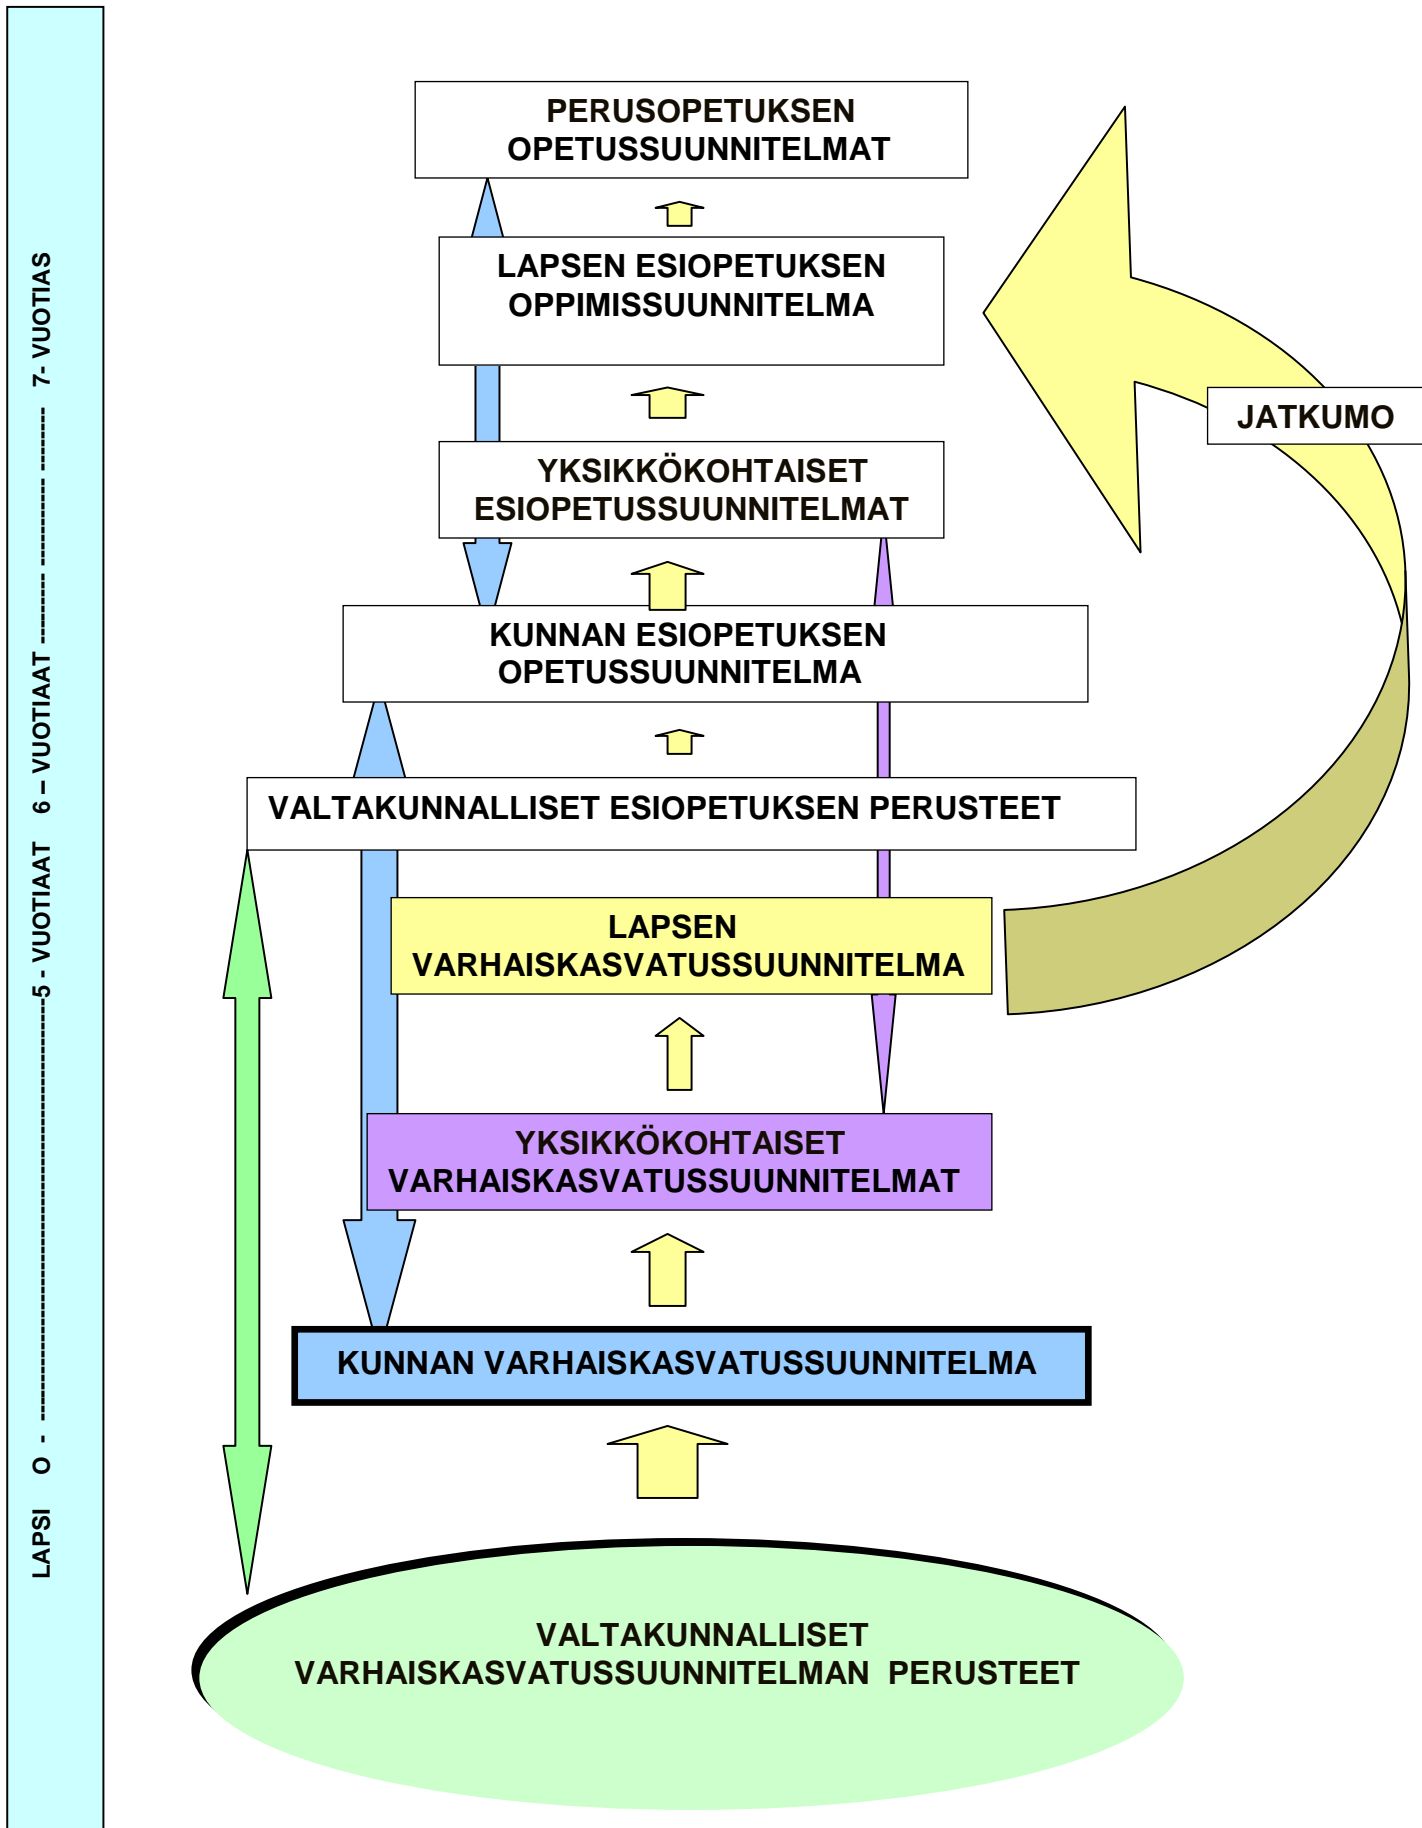 PERUSOPETUKSEN
OPETUSSUUNNITELMAT
LAPSEN ESIOPETUKSEN
OPPIMISSUUNNITELMA
JATKUMO
YKSIKKÖKOHTAISET
ESIOPETUSSUUNNITELMAT
KUNNAN ESIOPETUKSEN
OPETUSSUUNNITELMA
VALTAKUNNALLISET ESIOPETUKSEN PERUSTEET
LAPSEN
VARHAISKASVATUSSUUNNITELMA
YKSIKKÖKOHTAISET
VARHAISKASVATUSSUUNNITELMAT
KUNNAN VARHAISKASVATUSSUUNNITELMA
VALTAKUNNALLISET
VARHAISKASVATUSSUUNNITELMAN PERUSTEET
LAPSI O - ------------------------------------------------5 - VUOTIAAT 6 – VUOTIAAT ---------- ------------ ---------- ------- 7- VUOTIAS